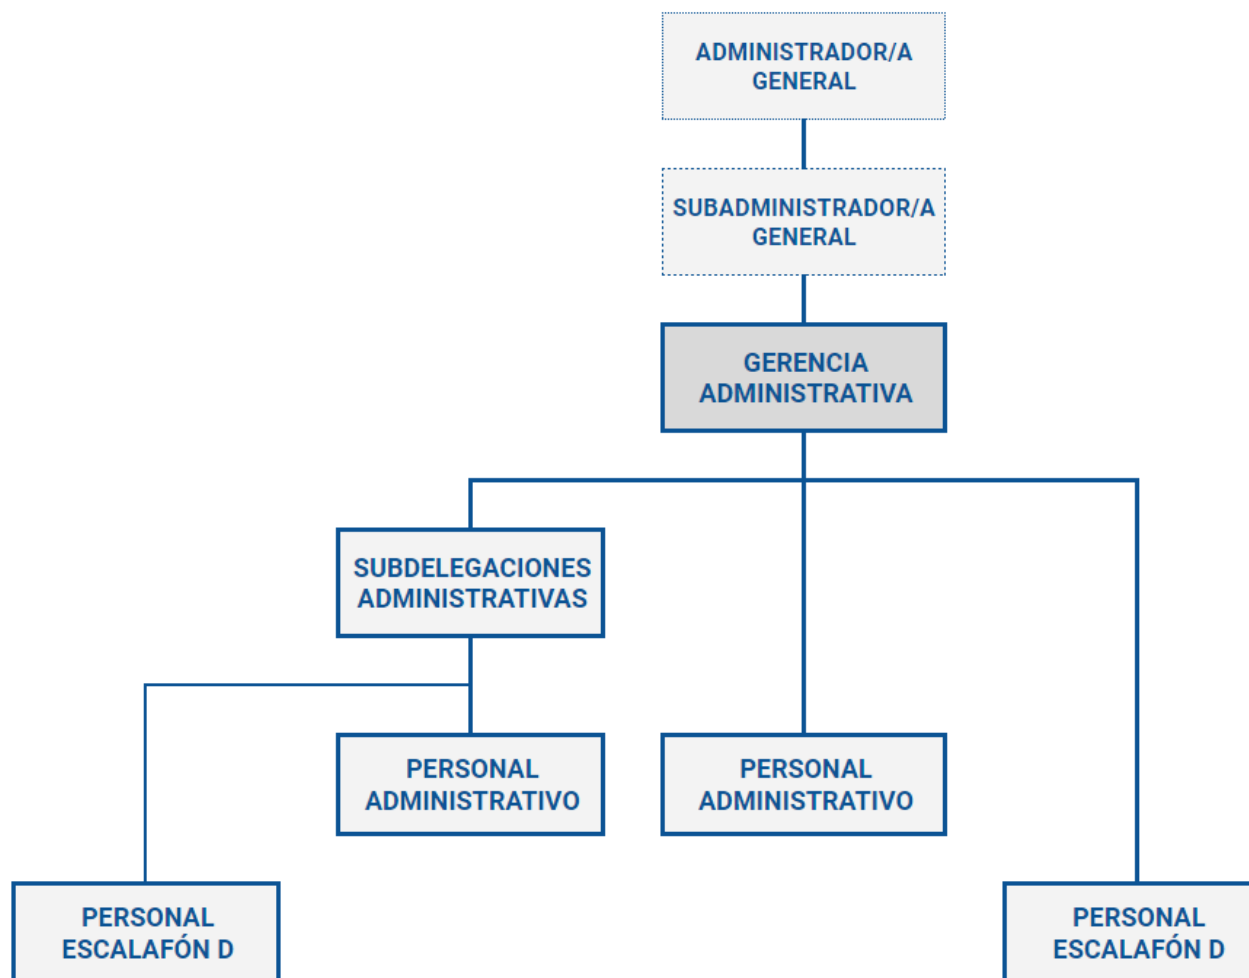 ADMINISTRADOR/A
GENERAL
SUBADMINISTRADOR/A
GENERAL
GERENCIA
ADMINISTRATIVA
SUBDELEGACIONES
ADMINISTRATIVAS
PERSONAL
ADMINISTRATIVO
PERSONAL
ADMINISTRATIVO
PERSONAL
ESCALAFÓN D
PERSONAL
ESCALAFÓN D